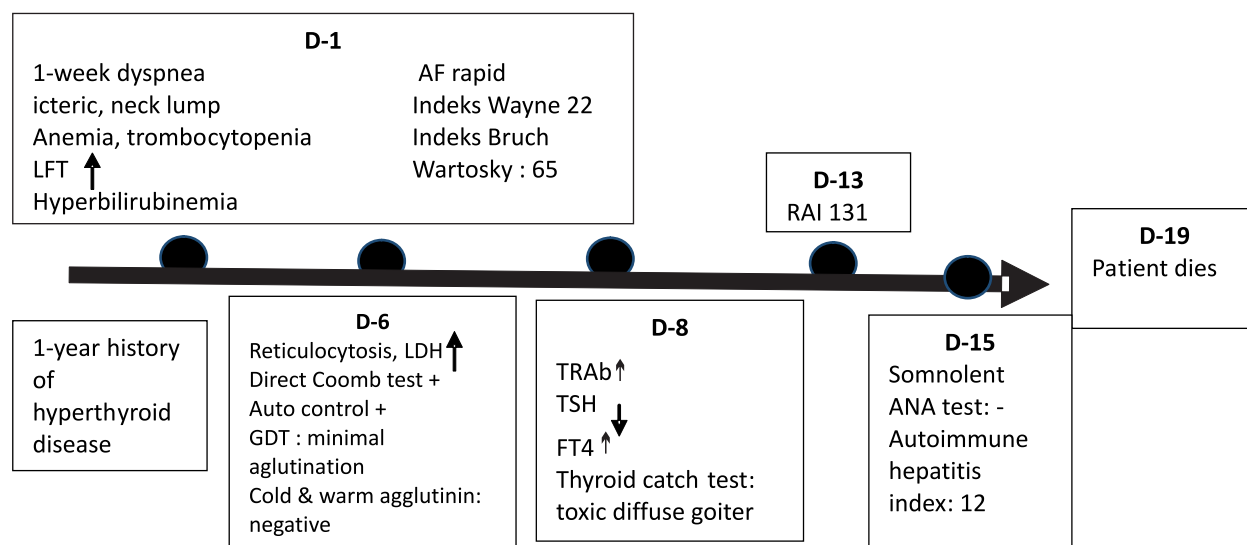 D-1
1-week dyspnea
icteric, neck lump
Anemia, trombocytopenia
LFT
Hyperbilirubinemia
AF rapid
Indeks Wayne 22
Indeks Bruch
Wartosky : 65
D-13
RAI 131
D-19
Patient dies
1-year history
of
hyperthyroid
disease
D-6
Reticulocytosis, LDH
Direct Coomb test +
Auto control +
GDT : minimal
aglutination
Cold & warm agglutinin:
negative
D-8
TRAb
TSH
FT4
Thyroid catch test:
toxic diffuse goiter
D-15
Somnolent
ANA test: -
Autoimmune
hepatitis
index: 12